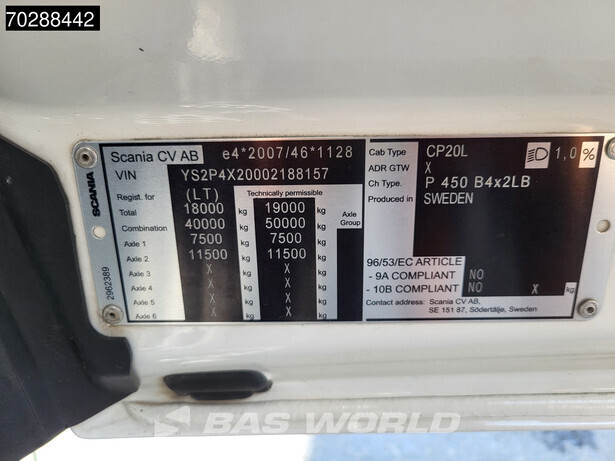 70288442
SCANIA
2962389
Scania CV AB e4*2007/46*1128
VIN YS2P4X20002188157
Regist. for (LT) Technically permissible
Total 18000 kg 19000 kg
Combination 40000 kg 50000 kg Axle Group
Axle 1 7500 kg 7500 kg
Axle 2 11500 kg 11500 kg
Axle 3 X kg X kg
Axle 4 X kg X kg
Axle 5 X kg X kg
Axle 6 X kg X kg
Cab Type CP20L 1,0%
ADR GTW X
Ch. Type P 450 B4x2LB
Produced in SWEDEN
96/53/EC ARTICLE
- 9A COMPLIANT NO
- 10B COMPLIANT NO X kg
Contact address: Scania CV AB,
SE 151 87, Södertälje, Sweden
BAS WORLD